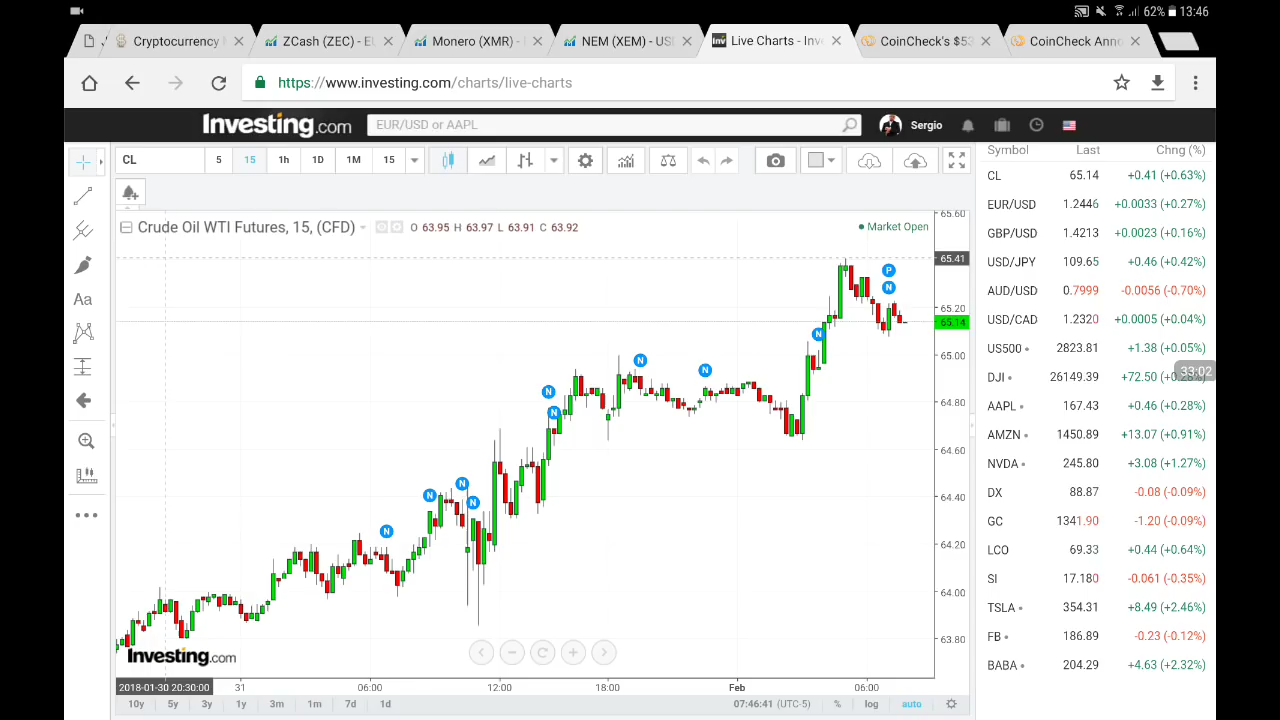 62% 13:46
Cryptocurrency
ZCash (ZEC) - E
Monero (XMR) -
NEM (XEM) - US
Live Charts - Inv
CoinCheck's $53
CoinCheck Anno
https://www.investing.com/charts/live-charts
Investing.com
EUR/USD or AAPL
Sergio
CL 5 15 1h 1D 1M 15
Aa
Crude Oil WTI Futures, 15, (CFD)
O 63.95 H 63.97 L 63.91 C 63.92
Market Open
65.60
65.41
65.20
65.14
65.00
64.80
64.60
64.40
64.20
64.00
63.80
P
N
N
N
N
N
N
N
N
N
N
Investing.com
2018-01-30 20:30:00 31 06:00 12:00 18:00 Feb 06:00
10y 5y 3y 1y 3m 1m 7d 1d
07:46:41 (UTC-5) % log auto
Symbol Last Chng (%)
CL 65.14 +0.41 (+0.63%)
EUR/USD 1.2446 +0.0033 (+0.27%)
GBP/USD 1.4213 +0.0023 (+0.16%)
USD/JPY 109.65 +0.46 (+0.42%)
AUD/USD 0.7999 -0.0056 (-0.70%)
USD/CAD 1.2320 +0.0005 (+0.04%)
US500 2823.81 +1.38 (+0.05%)
33:02
DJI 26149.39 +72.50
AAPL 167.43 +0.46 (+0.28%)
AMZN 1450.89 +13.07 (+0.91%)
NVDA 245.80 +3.08 (+1.27%)
DX 88.87 -0.08 (-0.09%)
GC 1341.90 -1.20 (-0.09%)
LCO 69.33 +0.44 (+0.64%)
SI 17.180 -0.061 (-0.35%)
TSLA 354.31 +8.49 (+2.46%)
FB 186.89 -0.23 (-0.12%)
BABA 204.29 +4.63 (+2.32%)